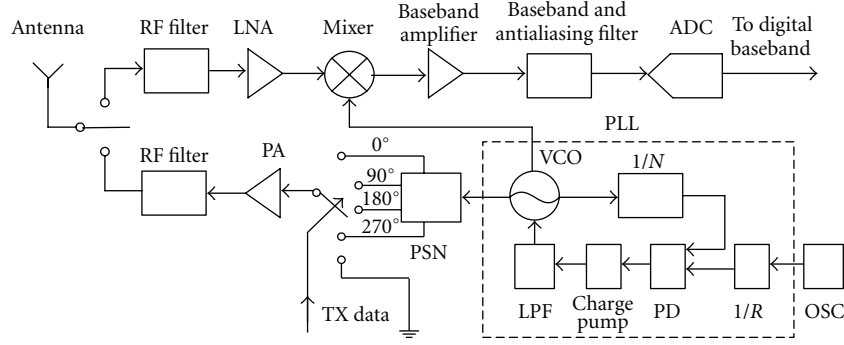 Antenna
RF filter
LNA
Mixer
Baseband
amplifier
Baseband and
antialiasing filter
ADC
To digital
baseband
RF filter
PA
0°
90°
180°
270°
PSN
TX data
PLL
VCO
1/N
LPF
Charge
pump
PD
1/R
OSC